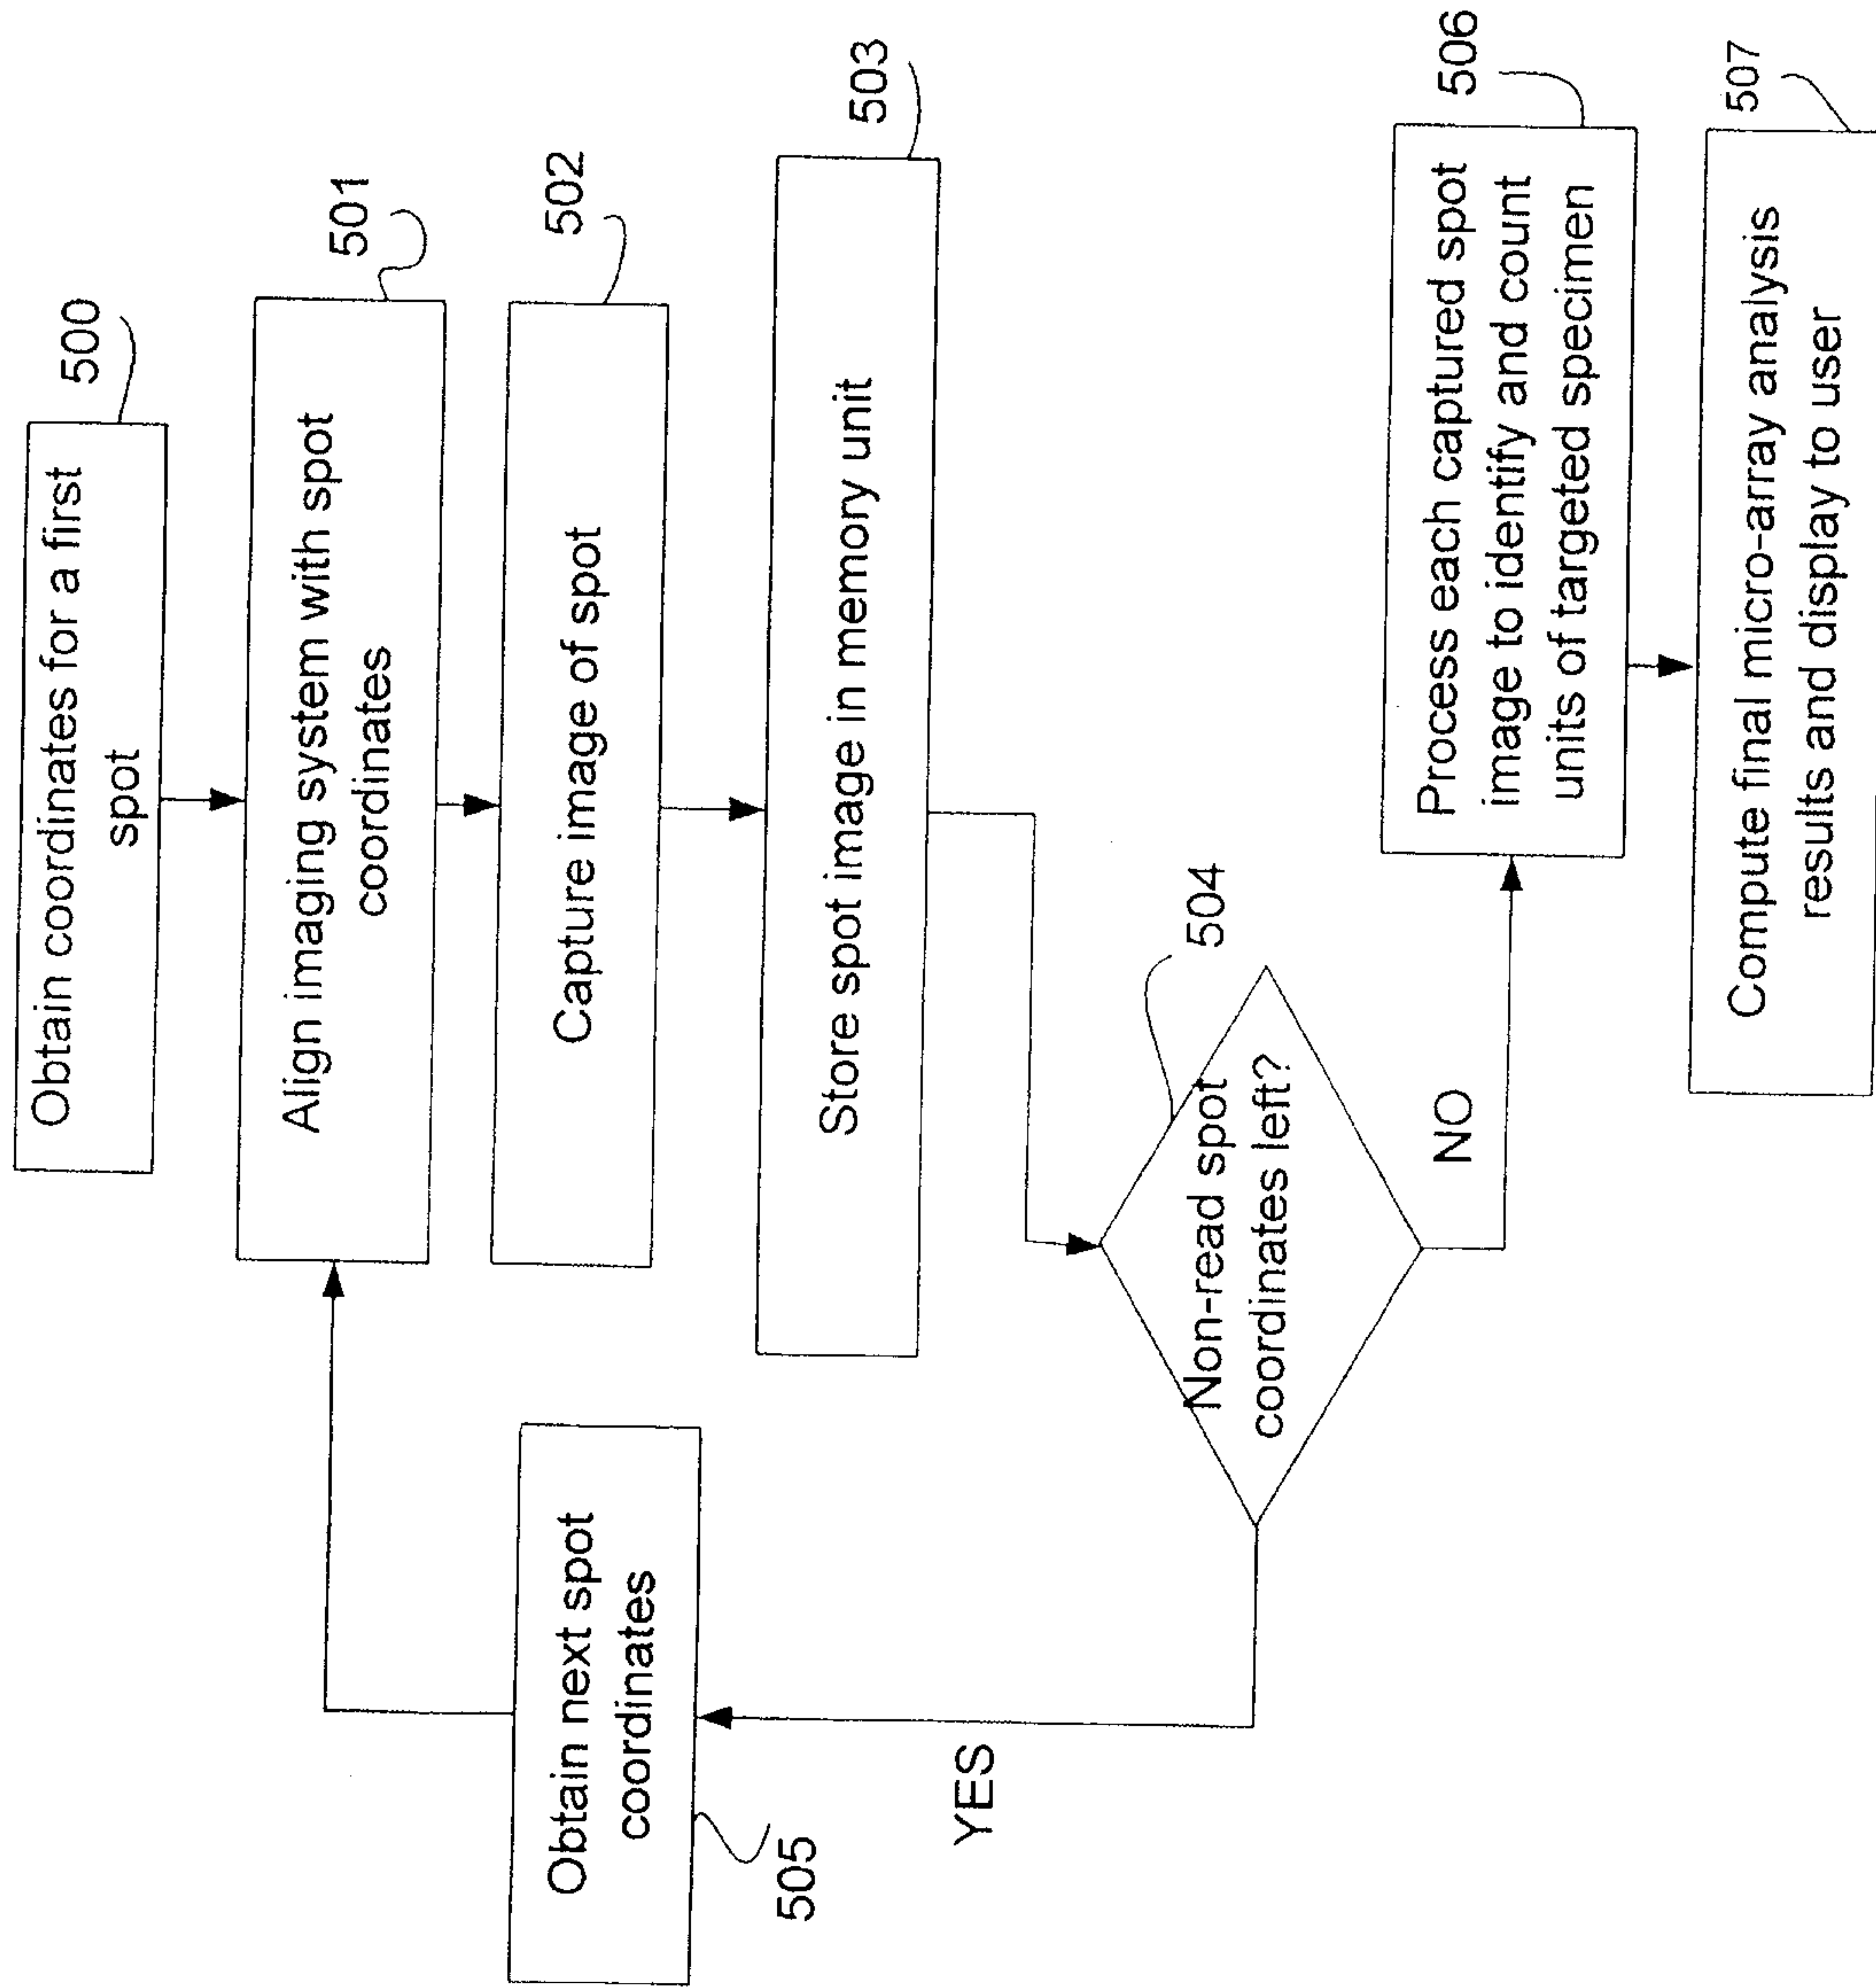 500
Obtain coordinates for a first
spot
501
Align imaging system with spot
coordinates
502
Capture image of spot
503
Store spot image in memory unit
504
Non-read spot
coordinates left?
YES
NO
Obtain next spot
coordinates
505
506
Process each captured spot
image to identify and count
units of targeted specimen
507
Compute final micro-array analysis
results and display to user